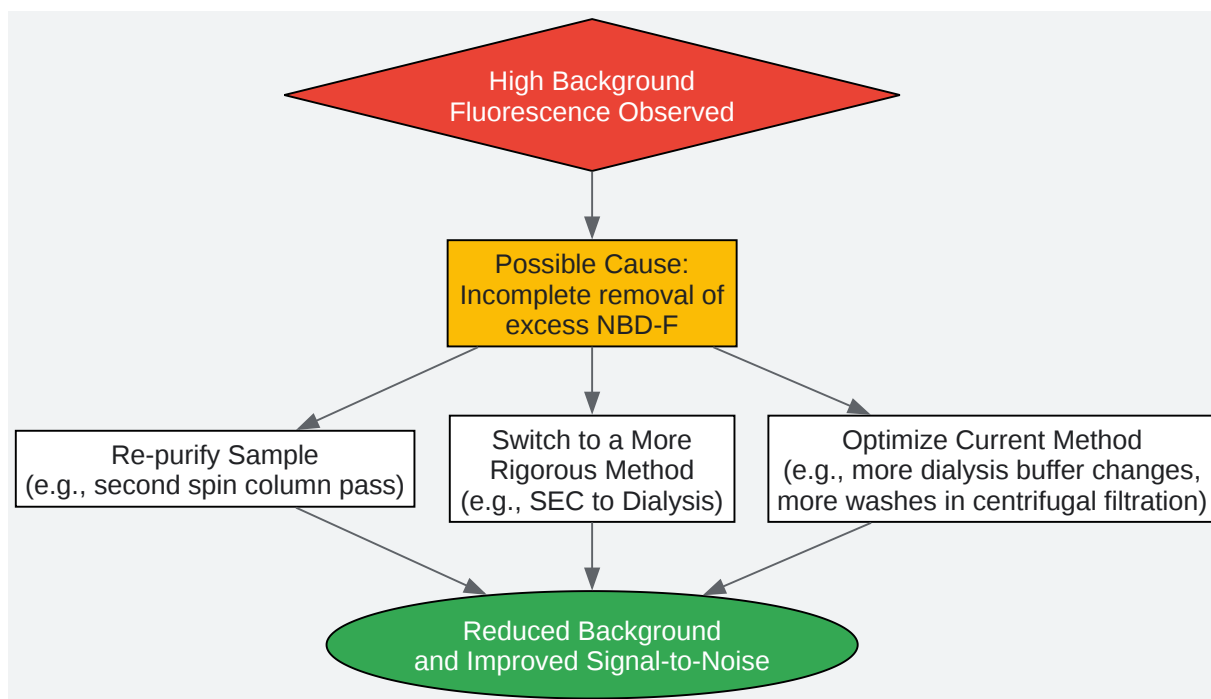 High Background
Fluorescence Observed
Possible Cause:
Incomplete removal of
excess NBD-F
Re-purify Sample
(e.g., second spin column pass)
Switch to a More
Rigorous Method
(e.g., SEC to Dialysis)
Optimize Current Method
(e.g., more dialysis buffer changes,
more washes in centrifugal filtration)
Reduced Background
and Improved Signal-to-Noise